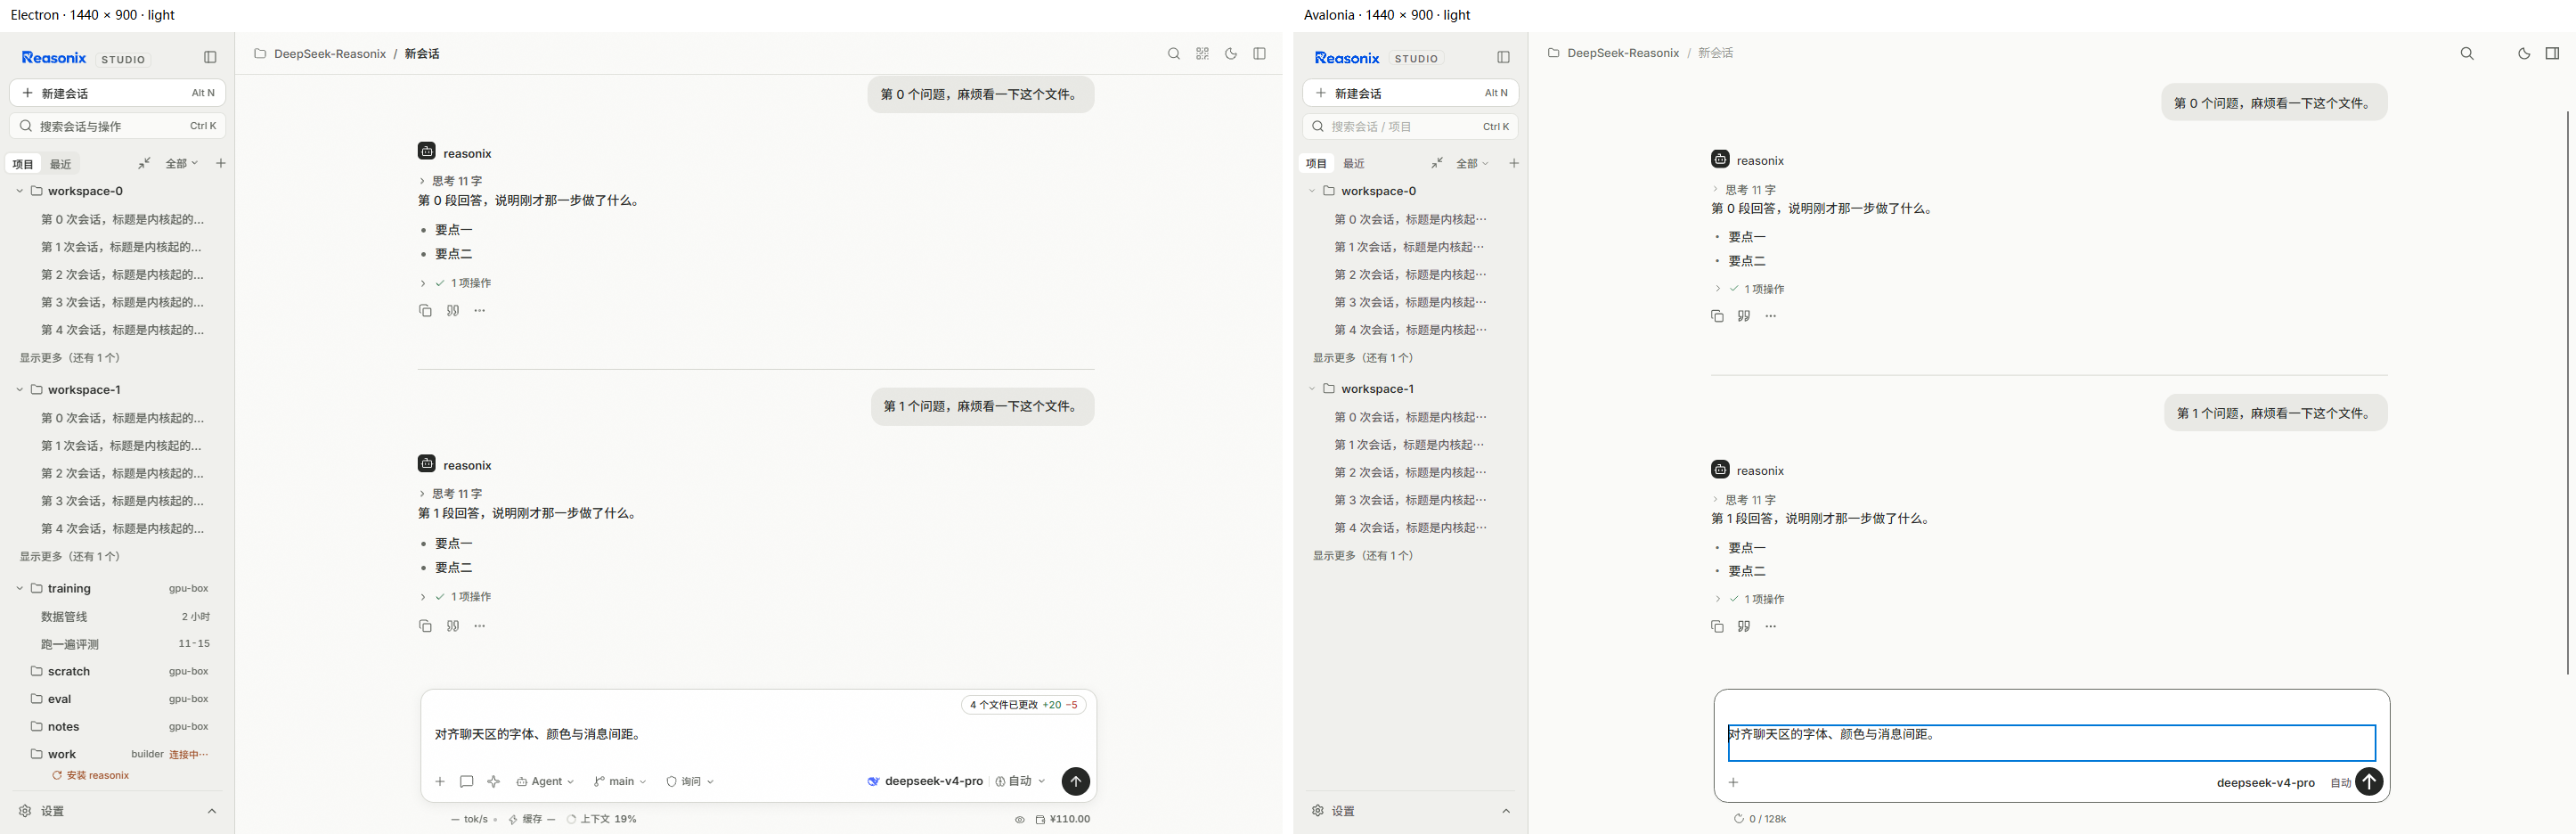 Electron · 1440 × 900 · light
Reasonix STUDIO
新建会话 Alt N
搜索会话与操作 Ctrl K
项目 最近 全部
workspace-0
第 0 次会话，标题是内核起的...
第 1 次会话，标题是内核起的...
第 2 次会话，标题是内核起的...
第 3 次会话，标题是内核起的...
第 4 次会话，标题是内核起的...
显示更多（还有 1 个）
workspace-1
第 0 次会话，标题是内核起的...
第 1 次会话，标题是内核起的...
第 2 次会话，标题是内核起的...
第 3 次会话，标题是内核起的...
第 4 次会话，标题是内核起的...
显示更多（还有 1 个）
training gpu-box
数据管线 2 小时
跑一遍评测 11-15
scratch gpu-box
eval gpu-box
notes gpu-box
work builder 连接中…
安装 reasonix
设置
DeepSeek-Reasonix / 新会话
第 0 个问题，麻烦看一下这个文件。
reasonix
思考 11 字
第 0 段回答，说明刚才那一步做了什么。
• 要点一
• 要点二
1 项操作
第 1 个问题，麻烦看一下这个文件。
reasonix
思考 11 字
第 1 段回答，说明刚才那一步做了什么。
• 要点一
• 要点二
1 项操作
4 个文件已更改 +20 −5
对齐聊天区的字体、颜色与消息间距。
Agent main 询问 deepseek-v4-pro 自动
— tok/s 缓存 — 上下文 19% ¥110.00
Avalonia · 1440 × 900 · light
Reasonix STUDIO
新建会话 Alt N
搜索会话 / 项目 Ctrl K
项目 最近 全部
workspace-0
第 0 次会话，标题是内核起…
第 1 次会话，标题是内核起…
第 2 次会话，标题是内核起…
第 3 次会话，标题是内核起…
第 4 次会话，标题是内核起…
显示更多（还有 1 个）
workspace-1
第 0 次会话，标题是内核起…
第 1 次会话，标题是内核起…
第 2 次会话，标题是内核起…
第 3 次会话，标题是内核起…
第 4 次会话，标题是内核起…
显示更多（还有 1 个）
设置
DeepSeek-Reasonix / 新会话
第 0 个问题，麻烦看一下这个文件。
reasonix
思考 11 字
第 0 段回答，说明刚才那一步做了什么。
• 要点一
• 要点二
1 项操作
第 1 个问题，麻烦看一下这个文件。
reasonix
思考 11 字
第 1 段回答，说明刚才那一步做了什么。
• 要点一
• 要点二
1 项操作
对齐聊天区的字体、颜色与消息间距。
deepseek-v4-pro 自动
0 / 128k